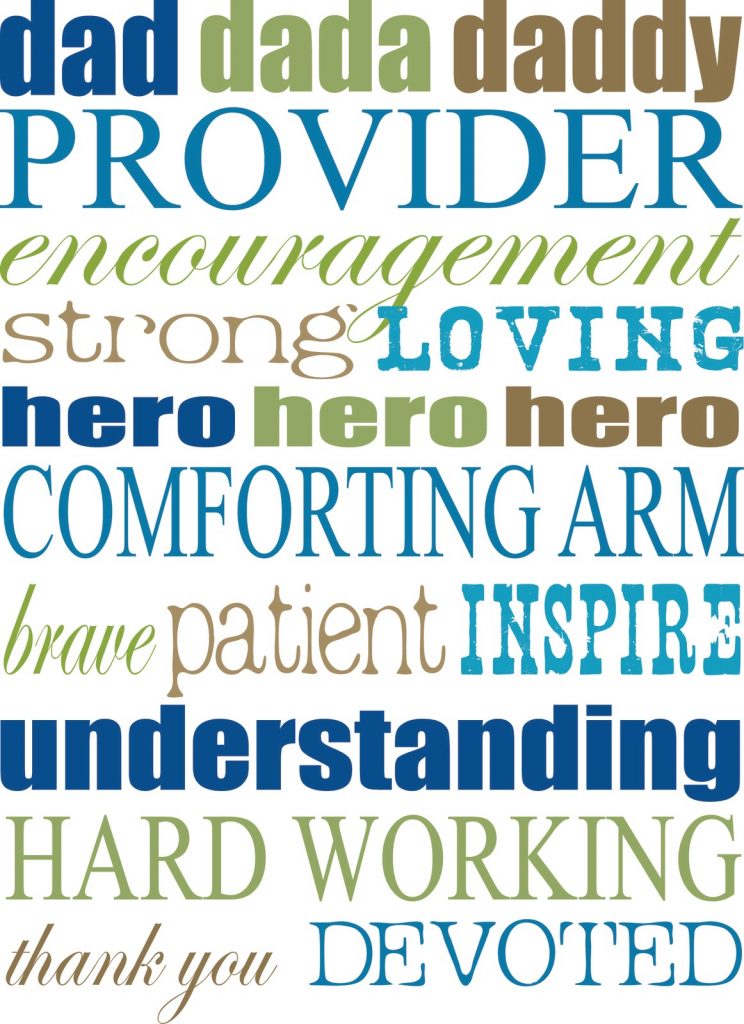 dad dada daddy
PROVIDER
encouragement
strong LOVING
hero hero hero
COMFORTING ARM
brave patient INSPIRE
understanding
HARD WORKING
thank you DEVOTED